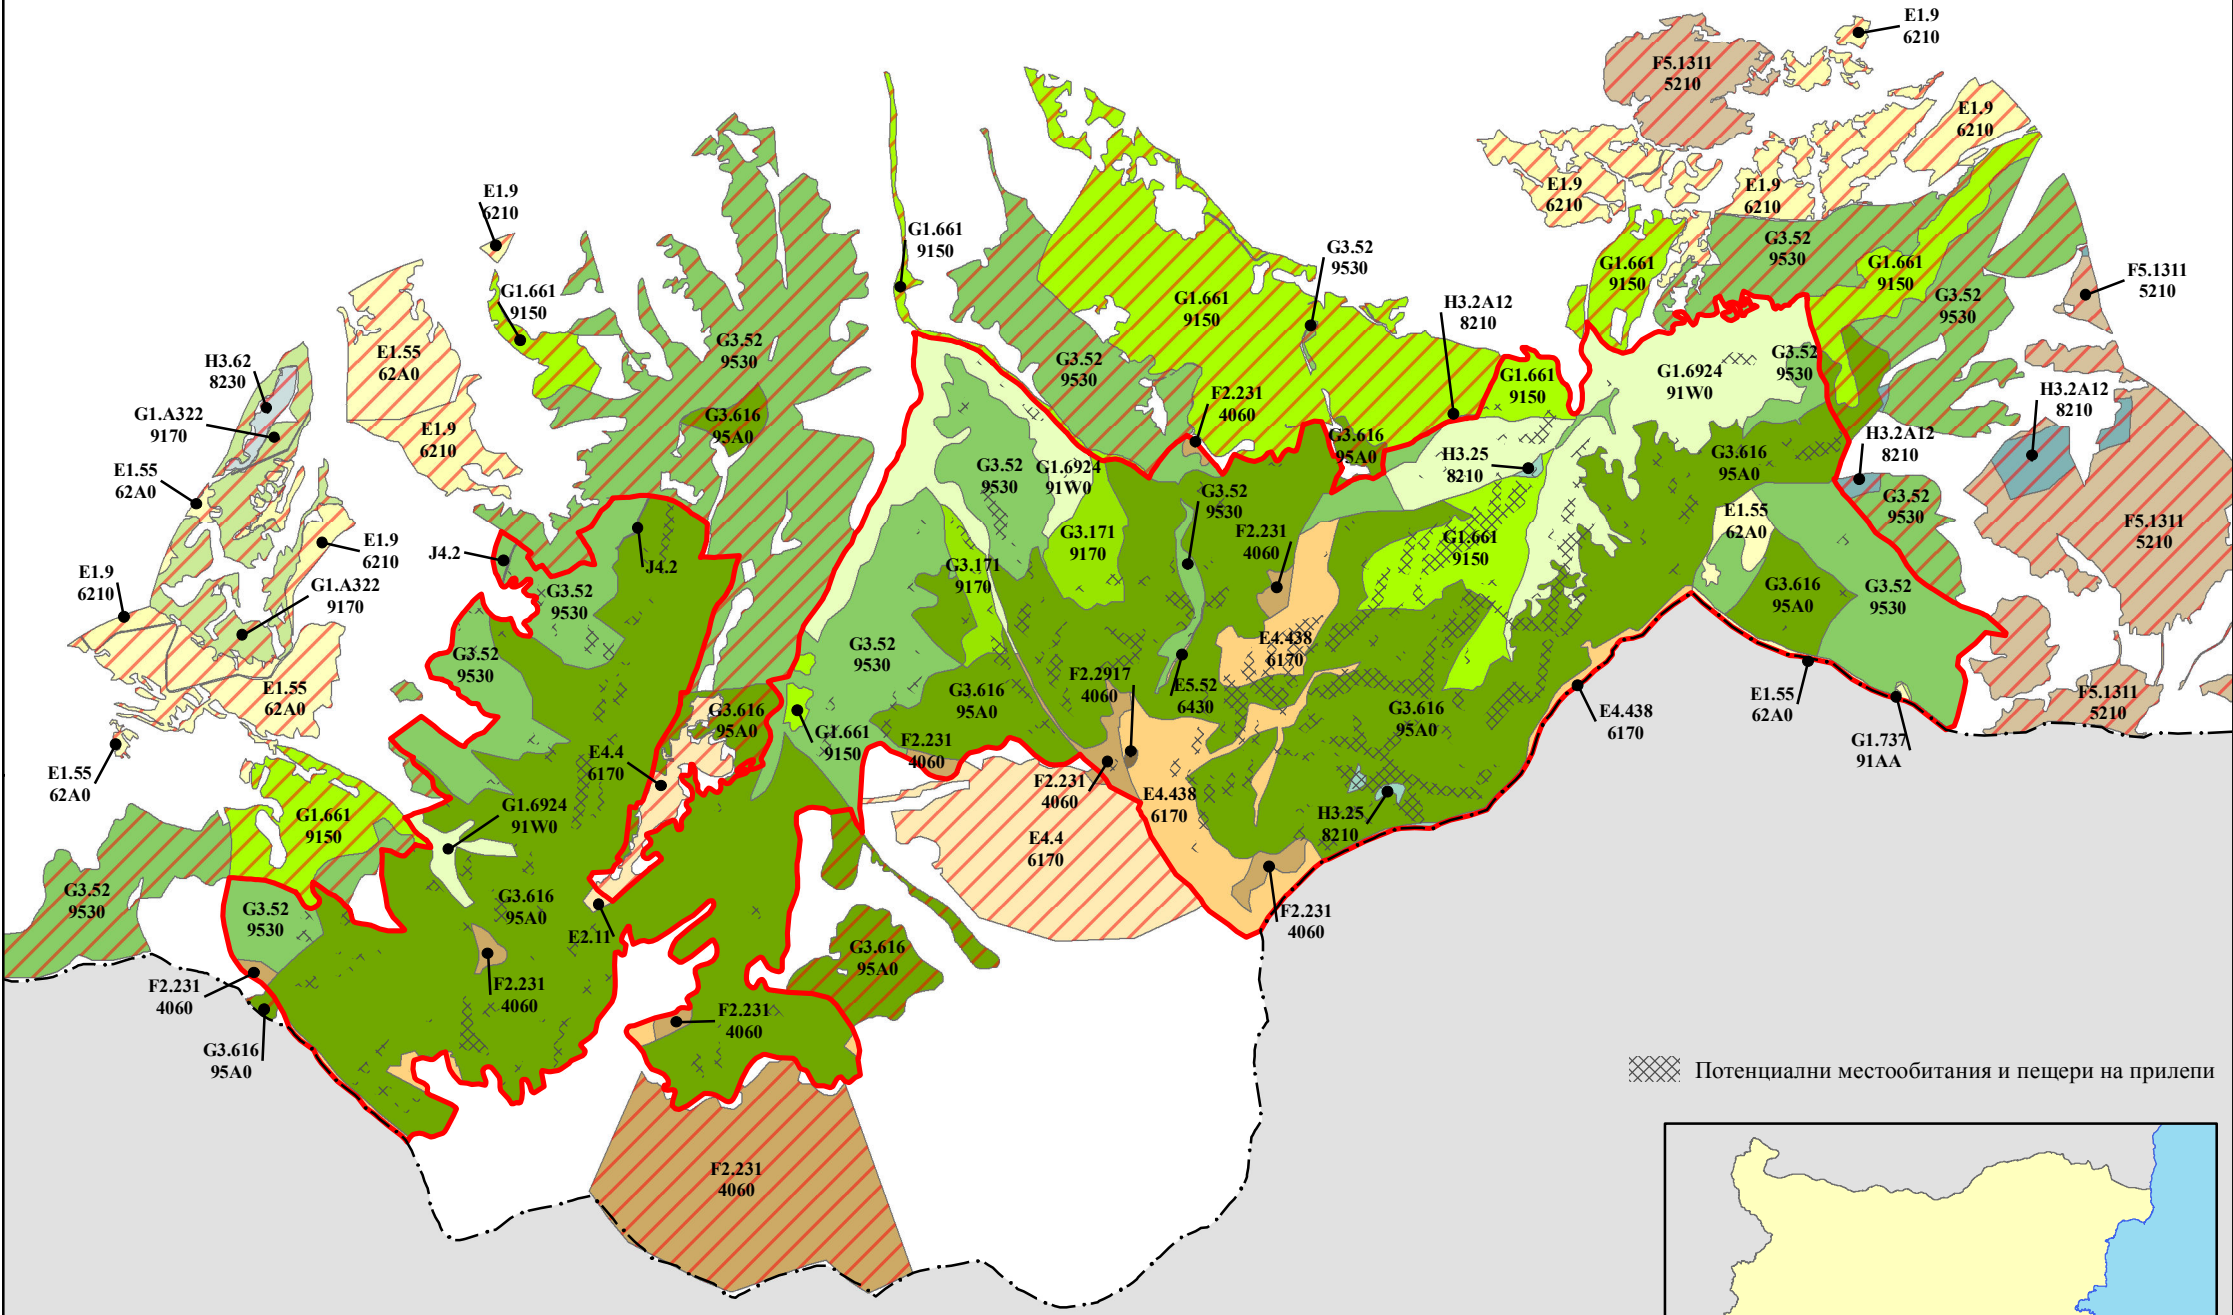 E1.9
6210
F5.1311
5210
E1.9
6210
E1.9
6210
E1.9
6210
E1.9
6210
G1.661
9150
G3.52
9530
G3.52
9530
G1.661
9150
G1.661
9150
F5.1311
5210
G1.661
9150
G1.661
9150
H3.2A12
8210
G3.52
9530
G3.52
9530
E1.55
62A0
H3.62
8230
G3.52
9530
G3.52
9530
G1.661
9150
G1.6924
91W0
G3.52
9530
G1.A322
9170
G3.616
95A0
F2.231
4060
H3.2A12
8210
E1.9
6210
G3.616
95A0
H3.2A12
8210
E1.55
62A0
G3.52
9530
G1.6924
91W0
H3.25
8210
G3.616
95A0
G3.52
9530
G3.52
9530
E1.55
62A0
F5.1311
5210
E1.9
6210
J4.2
J4.2
G3.171
9170
F2.231
4060
G1.661
9150
G3.171
9170
E1.9
6210
G1.A322
9170
G3.52
9530
G3.616
95A0
G3.52
9530
G3.52
9530
G3.52
9530
E4.438
6170
E1.55
62A0
G3.616
95A0
F2.2917
4060
E5.52
6430
G3.616
95A0
G3.616
95A0
E4.438
6170
E1.55
62A0
F5.1311
5210
G1.661
9150
F2.231
4060
G1.737
91AA
E1.55
62A0
E4.4
6170
F2.231
4060
E4.438
6170
H3.25
8210
G1.6924
91W0
G1.661
9150
E4.4
6170
G3.52
9530
G3.52
9530
G3.616
95A0
E2.11
F2.231
4060
G3.616
95A0
F2.231
4060
F2.231
4060
F2.231
4060
G3.616
95A0
Потенциални местообитания и пещери на прилепи
F2.231
4060